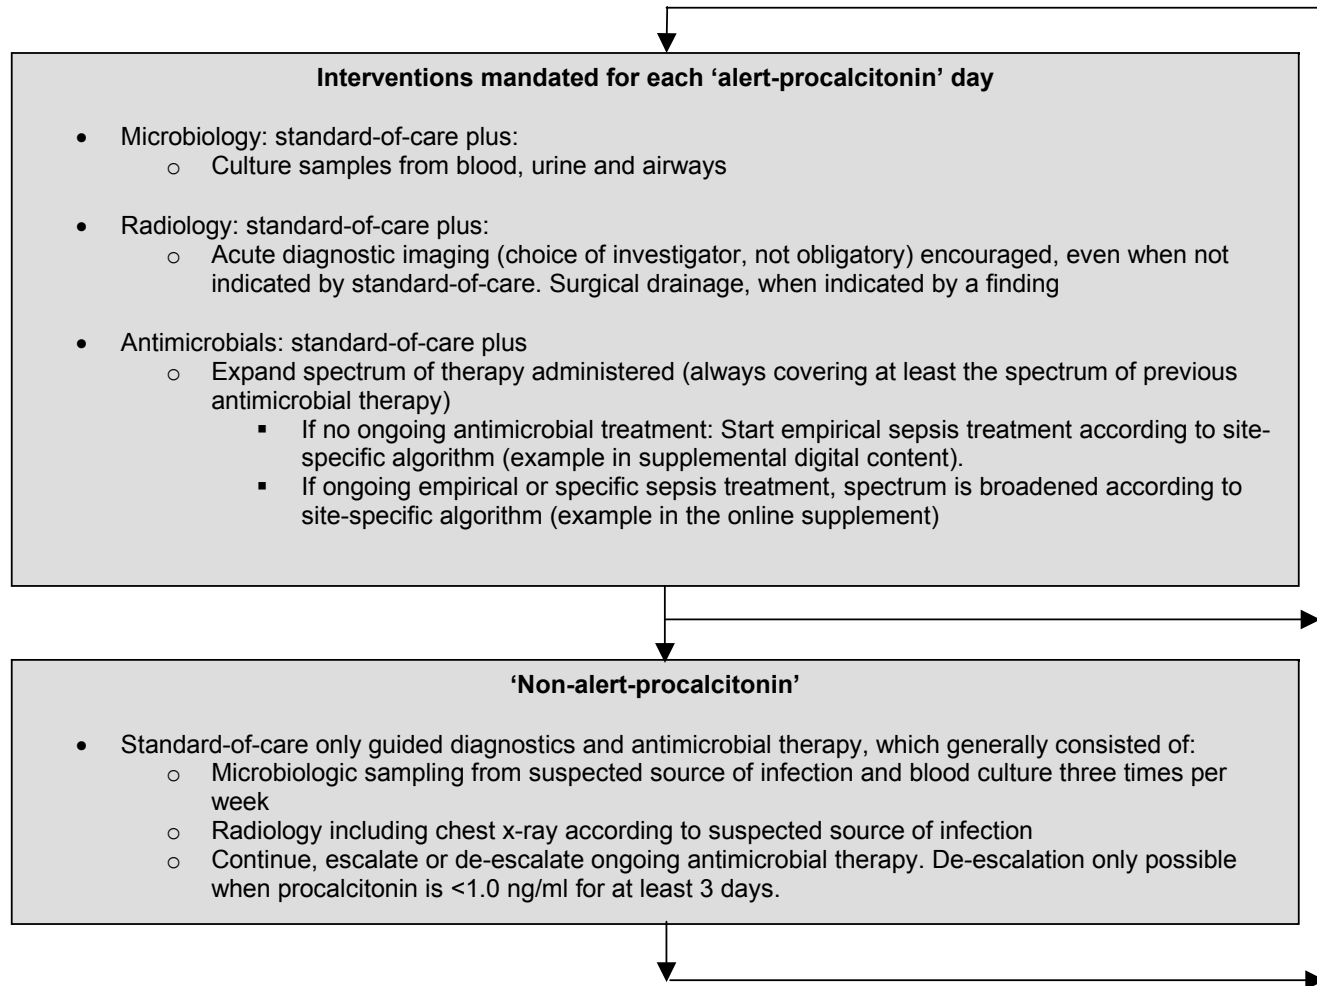 Interventions mandated for each ‘alert-procalcitonin’ day
• Microbiology: standard-of-care plus:
o Culture samples from blood, urine and airways
• Radiology: standard-of-care plus:
o Acute diagnostic imaging (choice of investigator, not obligatory) encouraged, even when not
indicated by standard-of-care. Surgical drainage, when indicated by a finding
• Antimicrobials: standard-of-care plus
o Expand spectrum of therapy administered (always covering at least the spectrum of previous
antimicrobial therapy)
▪ If no ongoing antimicrobial treatment: Start empirical sepsis treatment according to site-
specific algorithm (example in supplemental digital content).
▪ If ongoing empirical or specific sepsis treatment, spectrum is broadened according to
site-specific algorithm (example in the online supplement)
‘Non-alert-procalcitonin’
• Standard-of-care only guided diagnostics and antimicrobial therapy, which generally consisted of:
o Microbiologic sampling from suspected source of infection and blood culture three times per
week
o Radiology including chest x-ray according to suspected source of infection
o Continue, escalate or de-escalate ongoing antimicrobial therapy. De-escalation only possible
when procalcitonin is <1.0 ng/ml for at least 3 days.